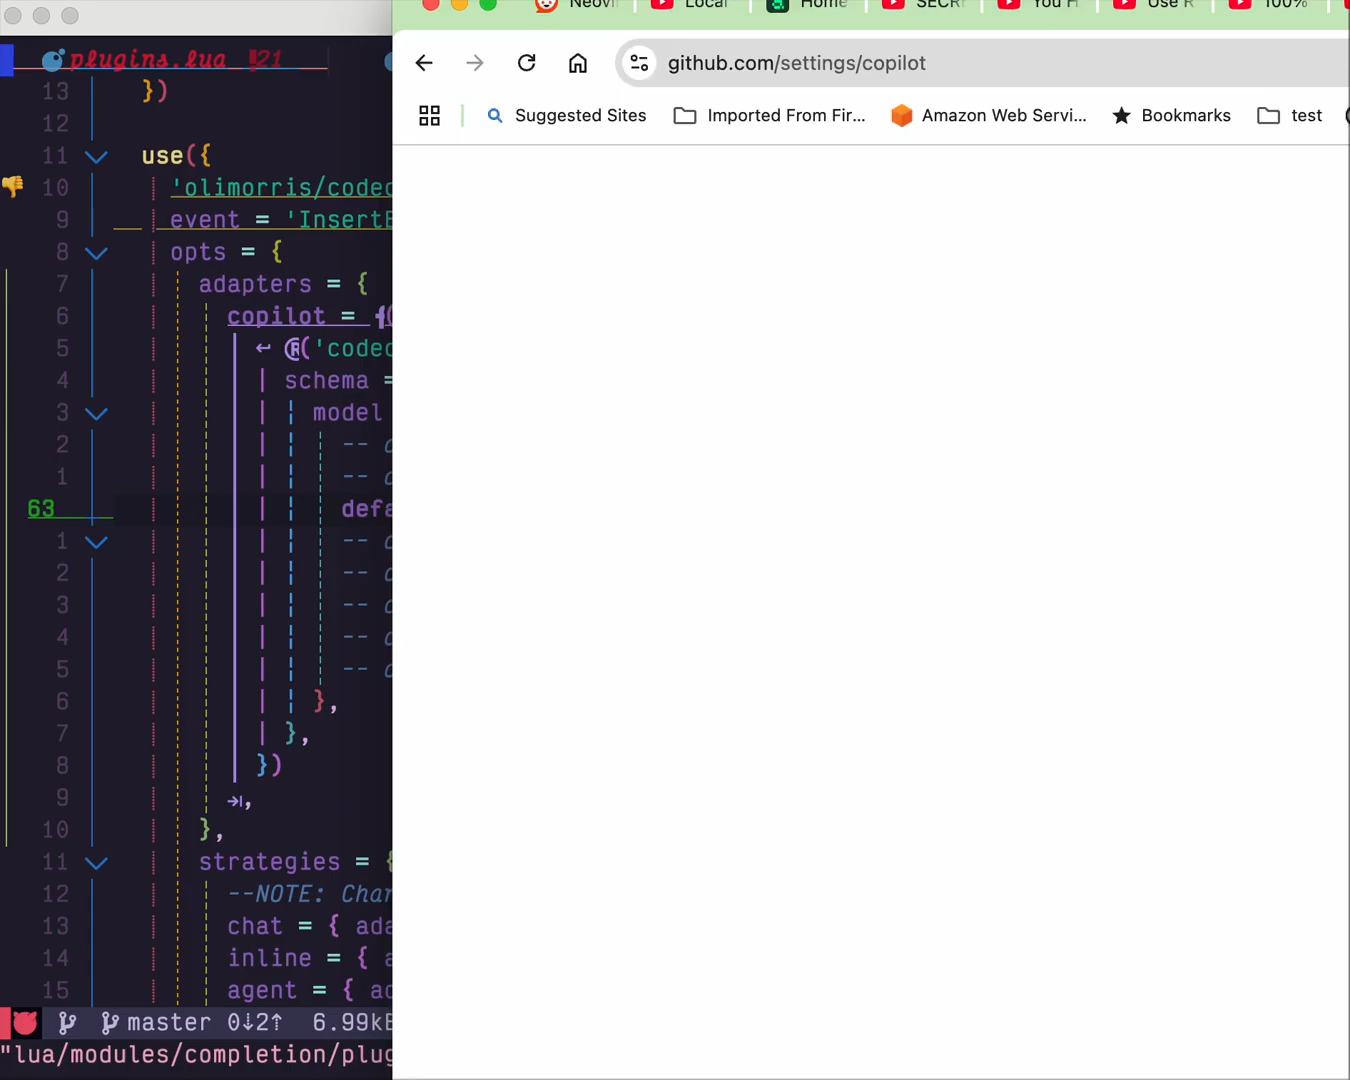 Local
Home
SECR
You H
Use R
100%
github.com/settings/copilot
Suggested Sites
Imported From Fir...
Amazon Web Servi...
Bookmarks
test
plugins.lua 21
13 })
12
11 use({
10 'olimorris/codec
9 event = 'InsertE
8 opts = {
7 adapters = {
6 copilot = f(
5 ('codec
4 schema =
3 model
2 -- c
1 -- c
63 defa
1 -- c
2 -- c
3 -- c
4 -- c
5 -- c
6 },
7 },
8 })
9 ,
10 },
11 strategies = {
12 --NOTE: Char
13 chat = { ada
14 inline = { a
15 agent = { ad
master 0↓2↑ 6.99kB
"lua/modules/completion/plug